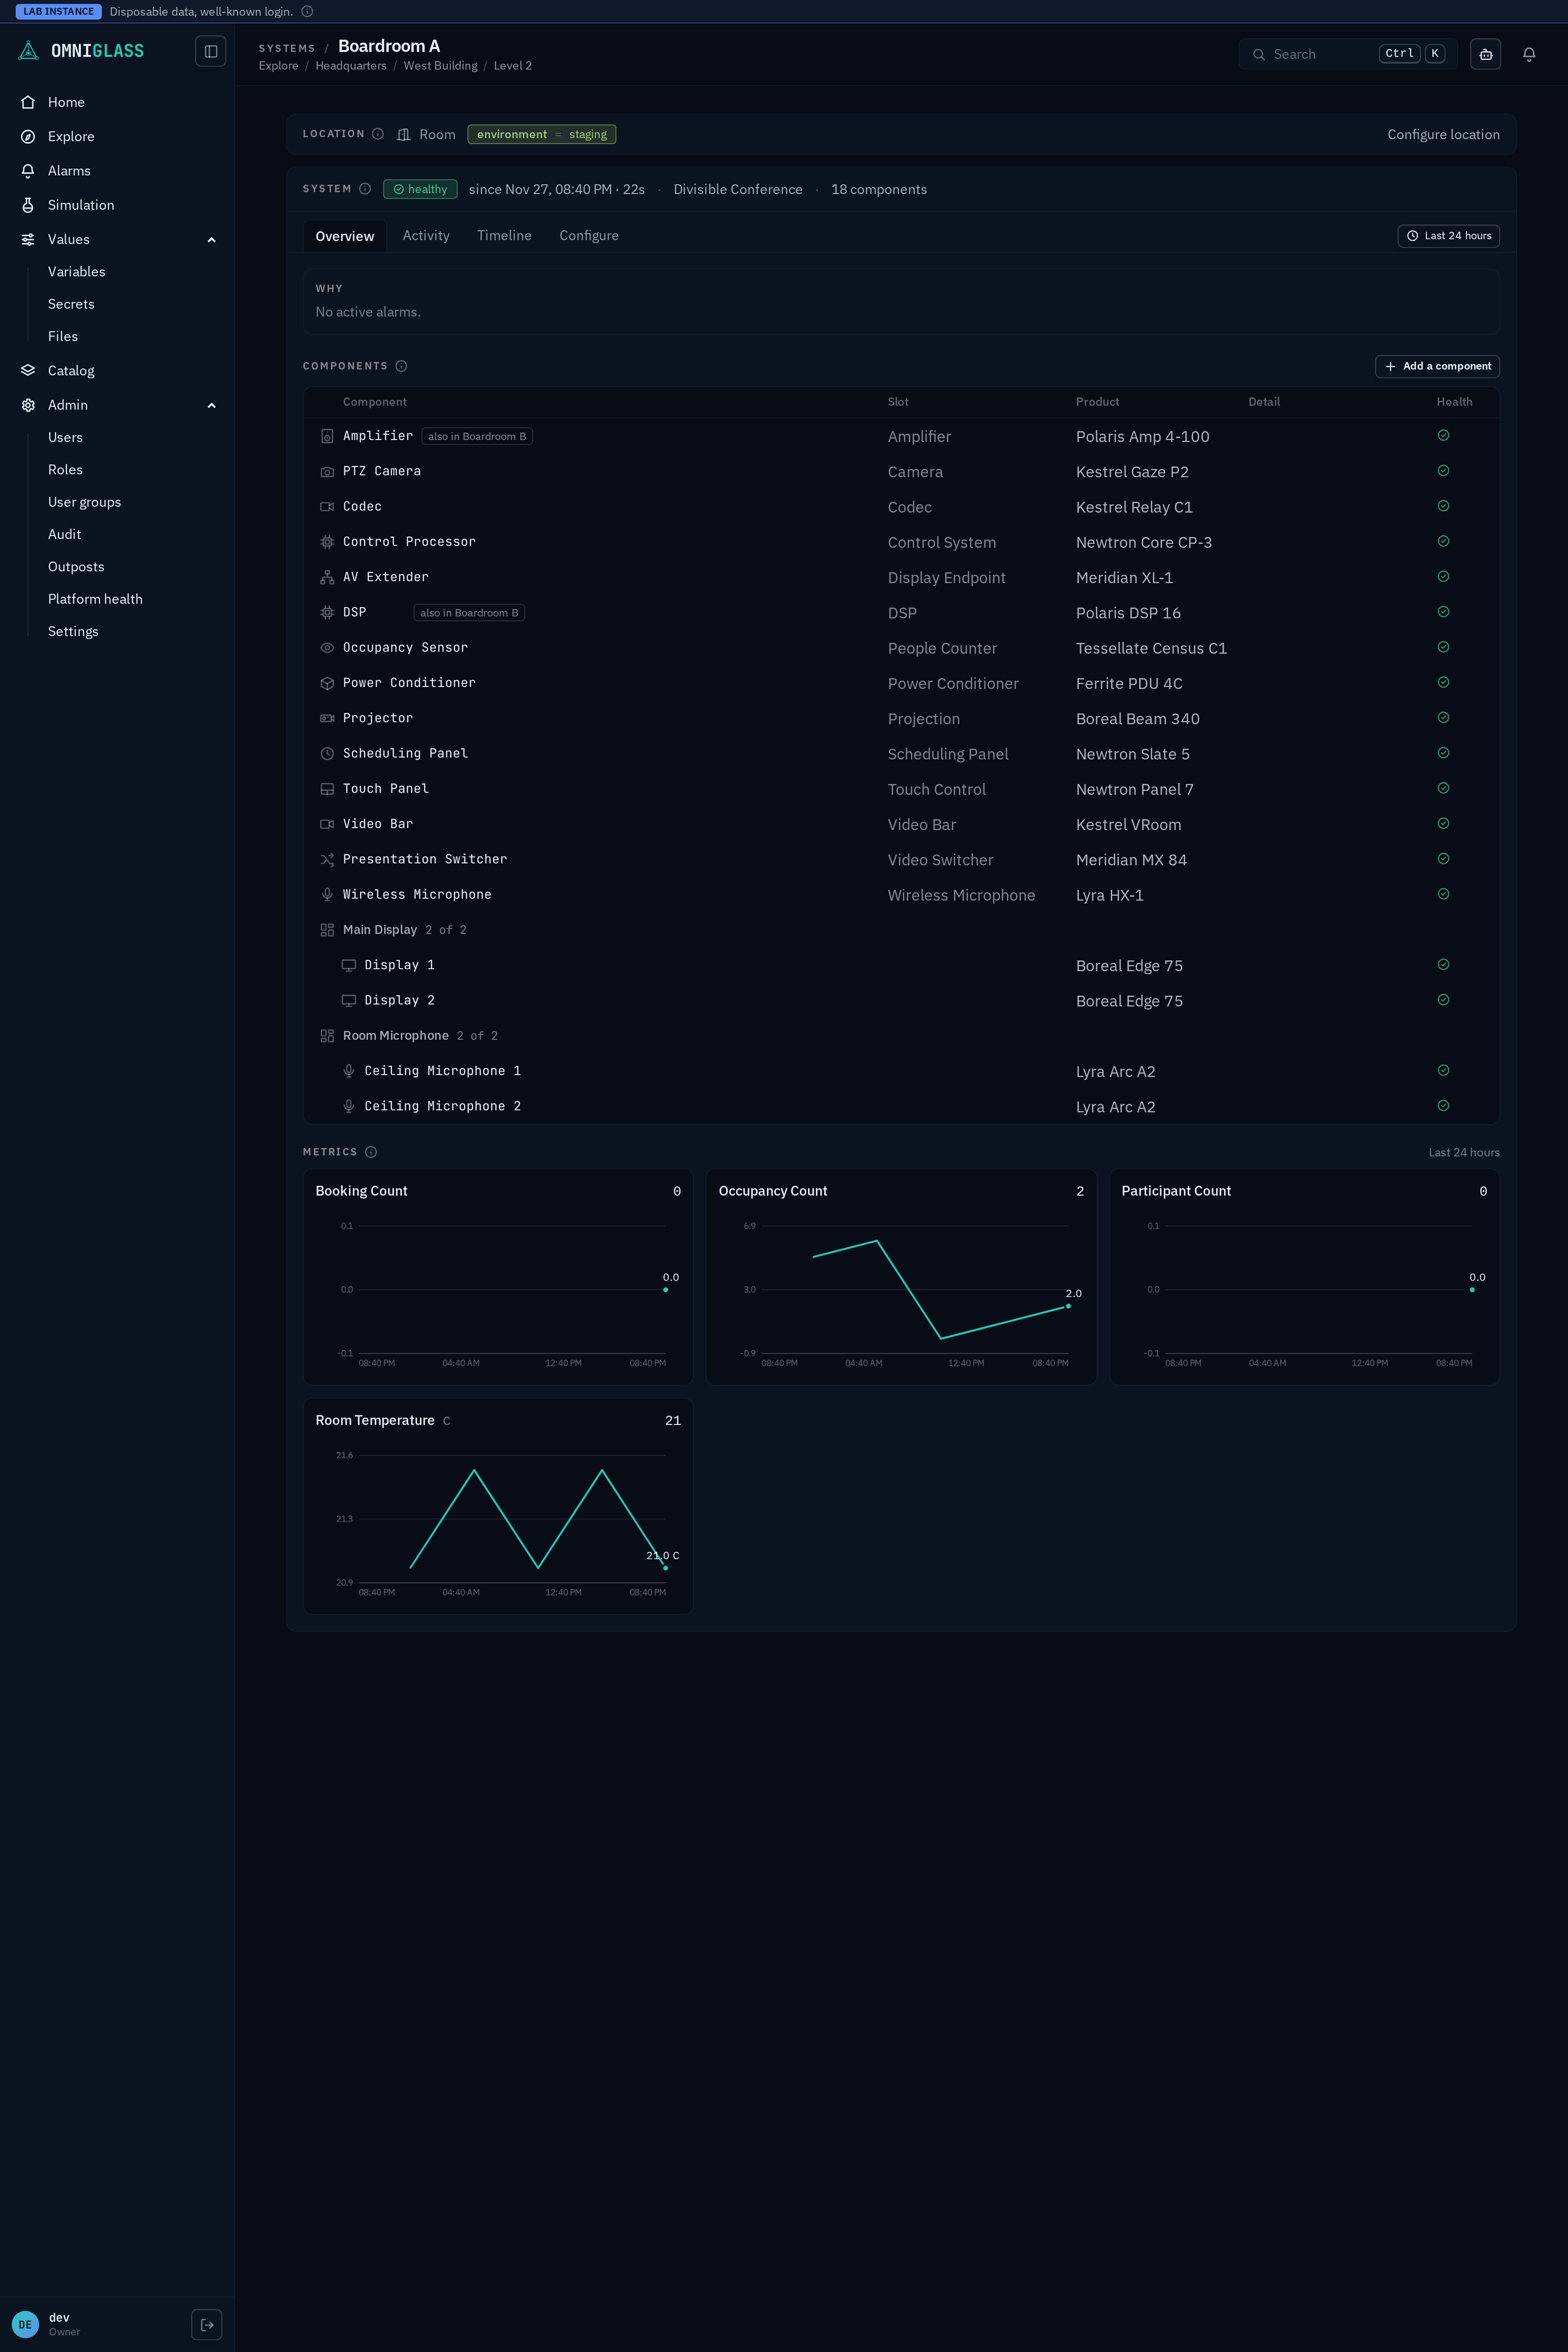 LAB INSTANCE Disposable data, well-known login.
OMNIGLASS
SYSTEMS / Boardroom A
Explore / Headquarters / West Building / Level 2
Search Ctrl K
Home
Explore
Alarms
Simulation
Values
Variables
Secrets
Files
Catalog
Admin
Users
Roles
User groups
Audit
Outposts
Platform health
Settings
LOCATION Room environment = staging Configure location
SYSTEM healthy since Nov 27, 08:40 PM · 22s · Divisible Conference · 18 components
Overview Activity Timeline Configure Last 24 hours
WHY
No active alarms.
COMPONENTS Add a component
Component Slot Product Detail Health
Amplifier also in Boardroom B Amplifier Polaris Amp 4-100
PTZ Camera Camera Kestrel Gaze P2
Codec Codec Kestrel Relay C1
Control Processor Control System Newtron Core CP-3
AV Extender Display Endpoint Meridian XL-1
DSP also in Boardroom B DSP Polaris DSP 16
Occupancy Sensor People Counter Tessellate Census C1
Power Conditioner Power Conditioner Ferrite PDU 4C
Projector Projection Boreal Beam 340
Scheduling Panel Scheduling Panel Newtron Slate 5
Touch Panel Touch Control Newtron Panel 7
Video Bar Video Bar Kestrel VRoom
Presentation Switcher Video Switcher Meridian MX 84
Wireless Microphone Wireless Microphone Lyra HX-1
Main Display 2 of 2
Display 1 Boreal Edge 75
Display 2 Boreal Edge 75
Room Microphone 2 of 2
Ceiling Microphone 1 Lyra Arc A2
Ceiling Microphone 2 Lyra Arc A2
METRICS Last 24 hours
Booking Count 0
0.1
0.0
0.0
-0.1
08:40 PM 04:40 AM 12:40 PM 08:40 PM
Occupancy Count 2
6.9
3.0
2.0
-0.9
08:40 PM 04:40 AM 12:40 PM 08:40 PM
Participant Count 0
0.1
0.0
0.0
-0.1
08:40 PM 04:40 AM 12:40 PM 08:40 PM
Room Temperature C 21
21.6
21.3
21.0 C
20.9
08:40 PM 04:40 AM 12:40 PM 08:40 PM
DE dev
Owner